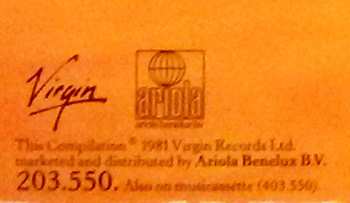 Virgin
ariola
This Compilation ℗ 1981 Virgin Records Ltd.
marketed and distributed by Ariola Benelux B.V.
203.550. Also on musicassette (403.550).